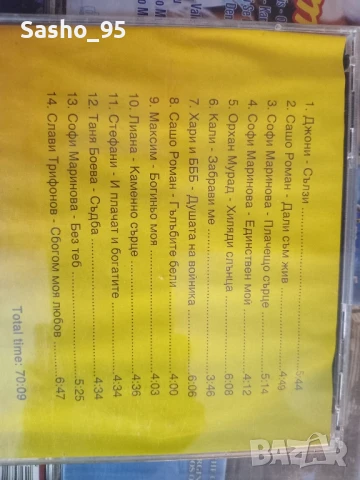 Sasho_95
1. Джони - Сълзи ........ 5:44
2. Сашо Роман - Дали съм жив ........ 4:49
3. Софи Маринова - Плачещо сърце ........ 5:14
4. Софи Маринова - Единствен мой ........ 4:12
5. Орхан Мурад - Хиляди слънца ........ 6:08
6. Кали - Забрави ме ........ 3:46
7. Хари и БББ - Душата на войника ........ 6:06
8. Сашо Роман - Гълъбите бели ........ 4:00
9. Максим - Богиньо моя ........ 4:03
10. Лиана - Каменно сърце ........ 4:36
11. Стефани - И плачат и богатите ........ 4:34
12. Таня Боева - Съдба ........ 4:34
13. Софи Маринова - Без теб ........ 5:25
14. Слави Трифонов - Сбогом моя любов ........ 6:47
Total time: 70:09
bazar